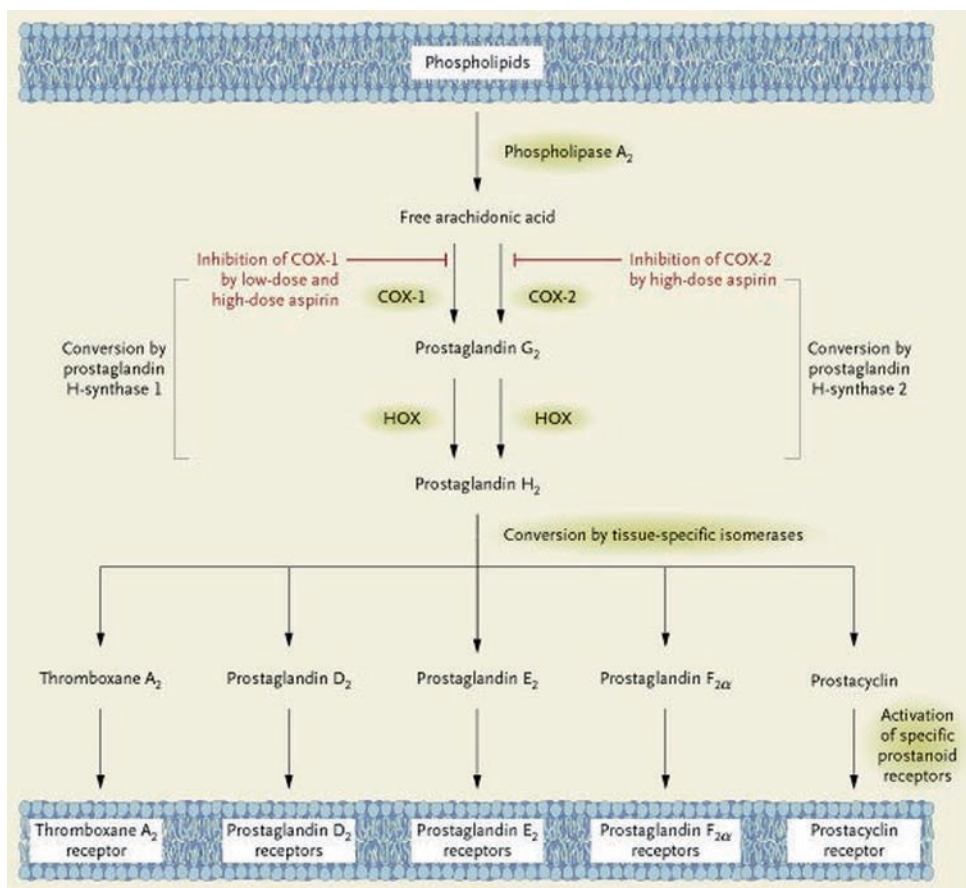 Phospholipids
Phospholipase A₂
Free arachidonic acid
Inhibition of COX-1
by low-dose and
high-dose aspirin
Inhibition of COX-2
by high-dose aspirin
COX-1
COX-2
Conversion by
prostaglandin
H-synthase 1
Prostaglandin G₂
Conversion by
prostaglandin
H-synthase 2
HOX
HOX
Prostaglandin H₂
Conversion by tissue-specific isomerases
Thromboxane A₂
Prostaglandin D₂
Prostaglandin E₂
Prostaglandin F₂α
Prostacyclin
Activation
of specific
prostanoid
receptors
Thromboxane A₂
receptor
Prostaglandin D₂
receptors
Prostaglandin E₂
receptors
Prostaglandin F₂α
receptors
Prostacyclin
receptor